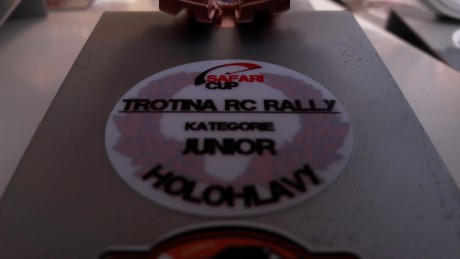 SAFARI
CUP
TROTINA RC RALLY
KATEGORIE
JUNIOR
HOLOHLAVY